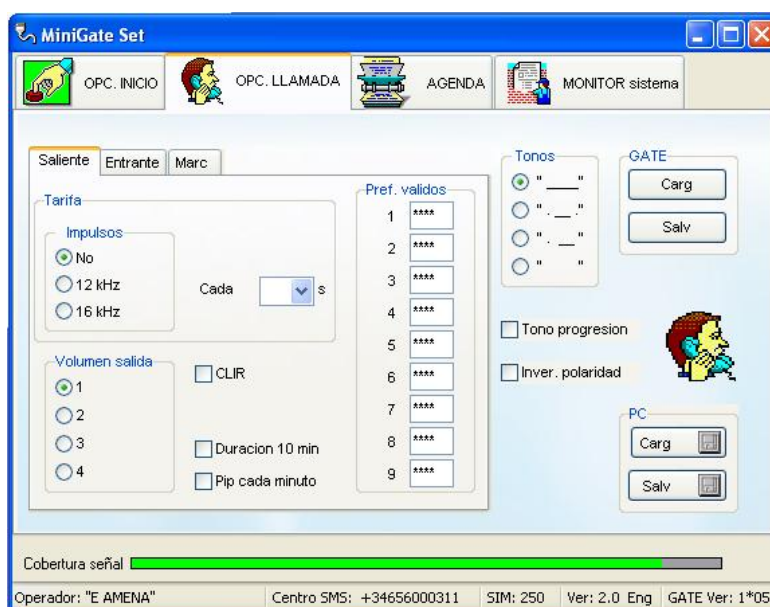 MiniGate Set
OPC. INICIO
OPC. LLAMADA
AGENDA
MONITOR sistema
Saliente
Entrante
Marc
Tarifa
Impulsos
No
12 kHz
16 kHz
Cada
s
Volumen salida
1
2
3
4
CLIR
Duracion 10 min
Pip cada minuto
Pref. validos
1 ****
2 ****
3 ****
4 ****
5 ****
6 ****
7 ****
8 ****
9 ****
Tonos
" ____"
" . __ ."
" . __"
"      "
Tono progresion
Inver. polaridad
GATE
Carg
Salv
PC
Carg
Salv
Cobertura señal
Operador: "E AMENA"
Centro SMS: +34656000311
SIM: 250
Ver: 2.0 Eng
GATE Ver: 1*05